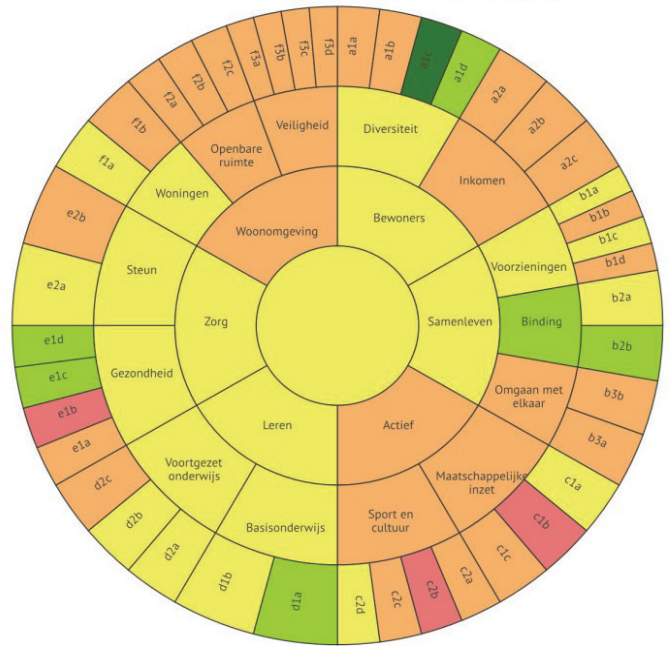 a1a
a1b
a1c
a1d
a2a
a2b
a2c
b1a
b1b
b1c
b1d
b2a
b2b
b3b
b3a
c1a
c1b
c1c
c2a
c2b
c2c
c2d
d1a
d1b
d2a
d2b
d2c
e1a
e1b
e1c
e1d
e2a
e2b
f1a
f1b
f2a
f2b
f2c
f3a
f3b
f3c
f3d
Diversiteit
Inkomen
Voorzieningen
Binding
Omgaan met
elkaar
Maatschappelijke
inzet
Sport en
cultuur
Basisonderwijs
Voortgezet
onderwijs
Gezondheid
Steun
Woningen
Openbare
ruimte
Veiligheid
Bewoners
Samenleven
Actief
Leren
Zorg
Woonomgeving